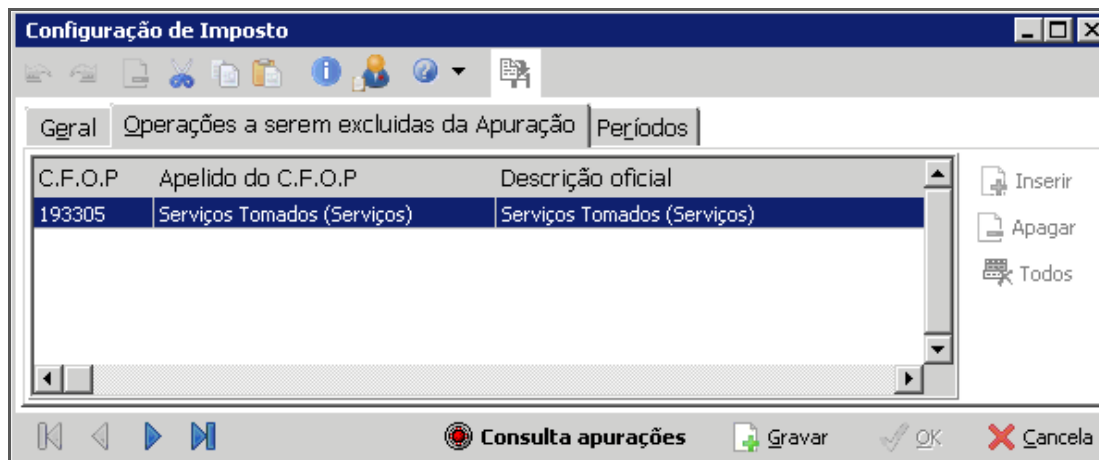 Configuração de Imposto
Geral Operações a serem excluidas da Apuração Períodos
C.F.O.P Apelido do C.F.O.P Descrição oficial
193305 Serviços Tomados (Serviços) Serviços Tomados (Serviços)
Inserir
Apagar
Todos
Consulta apurações Gravar OK Cancela